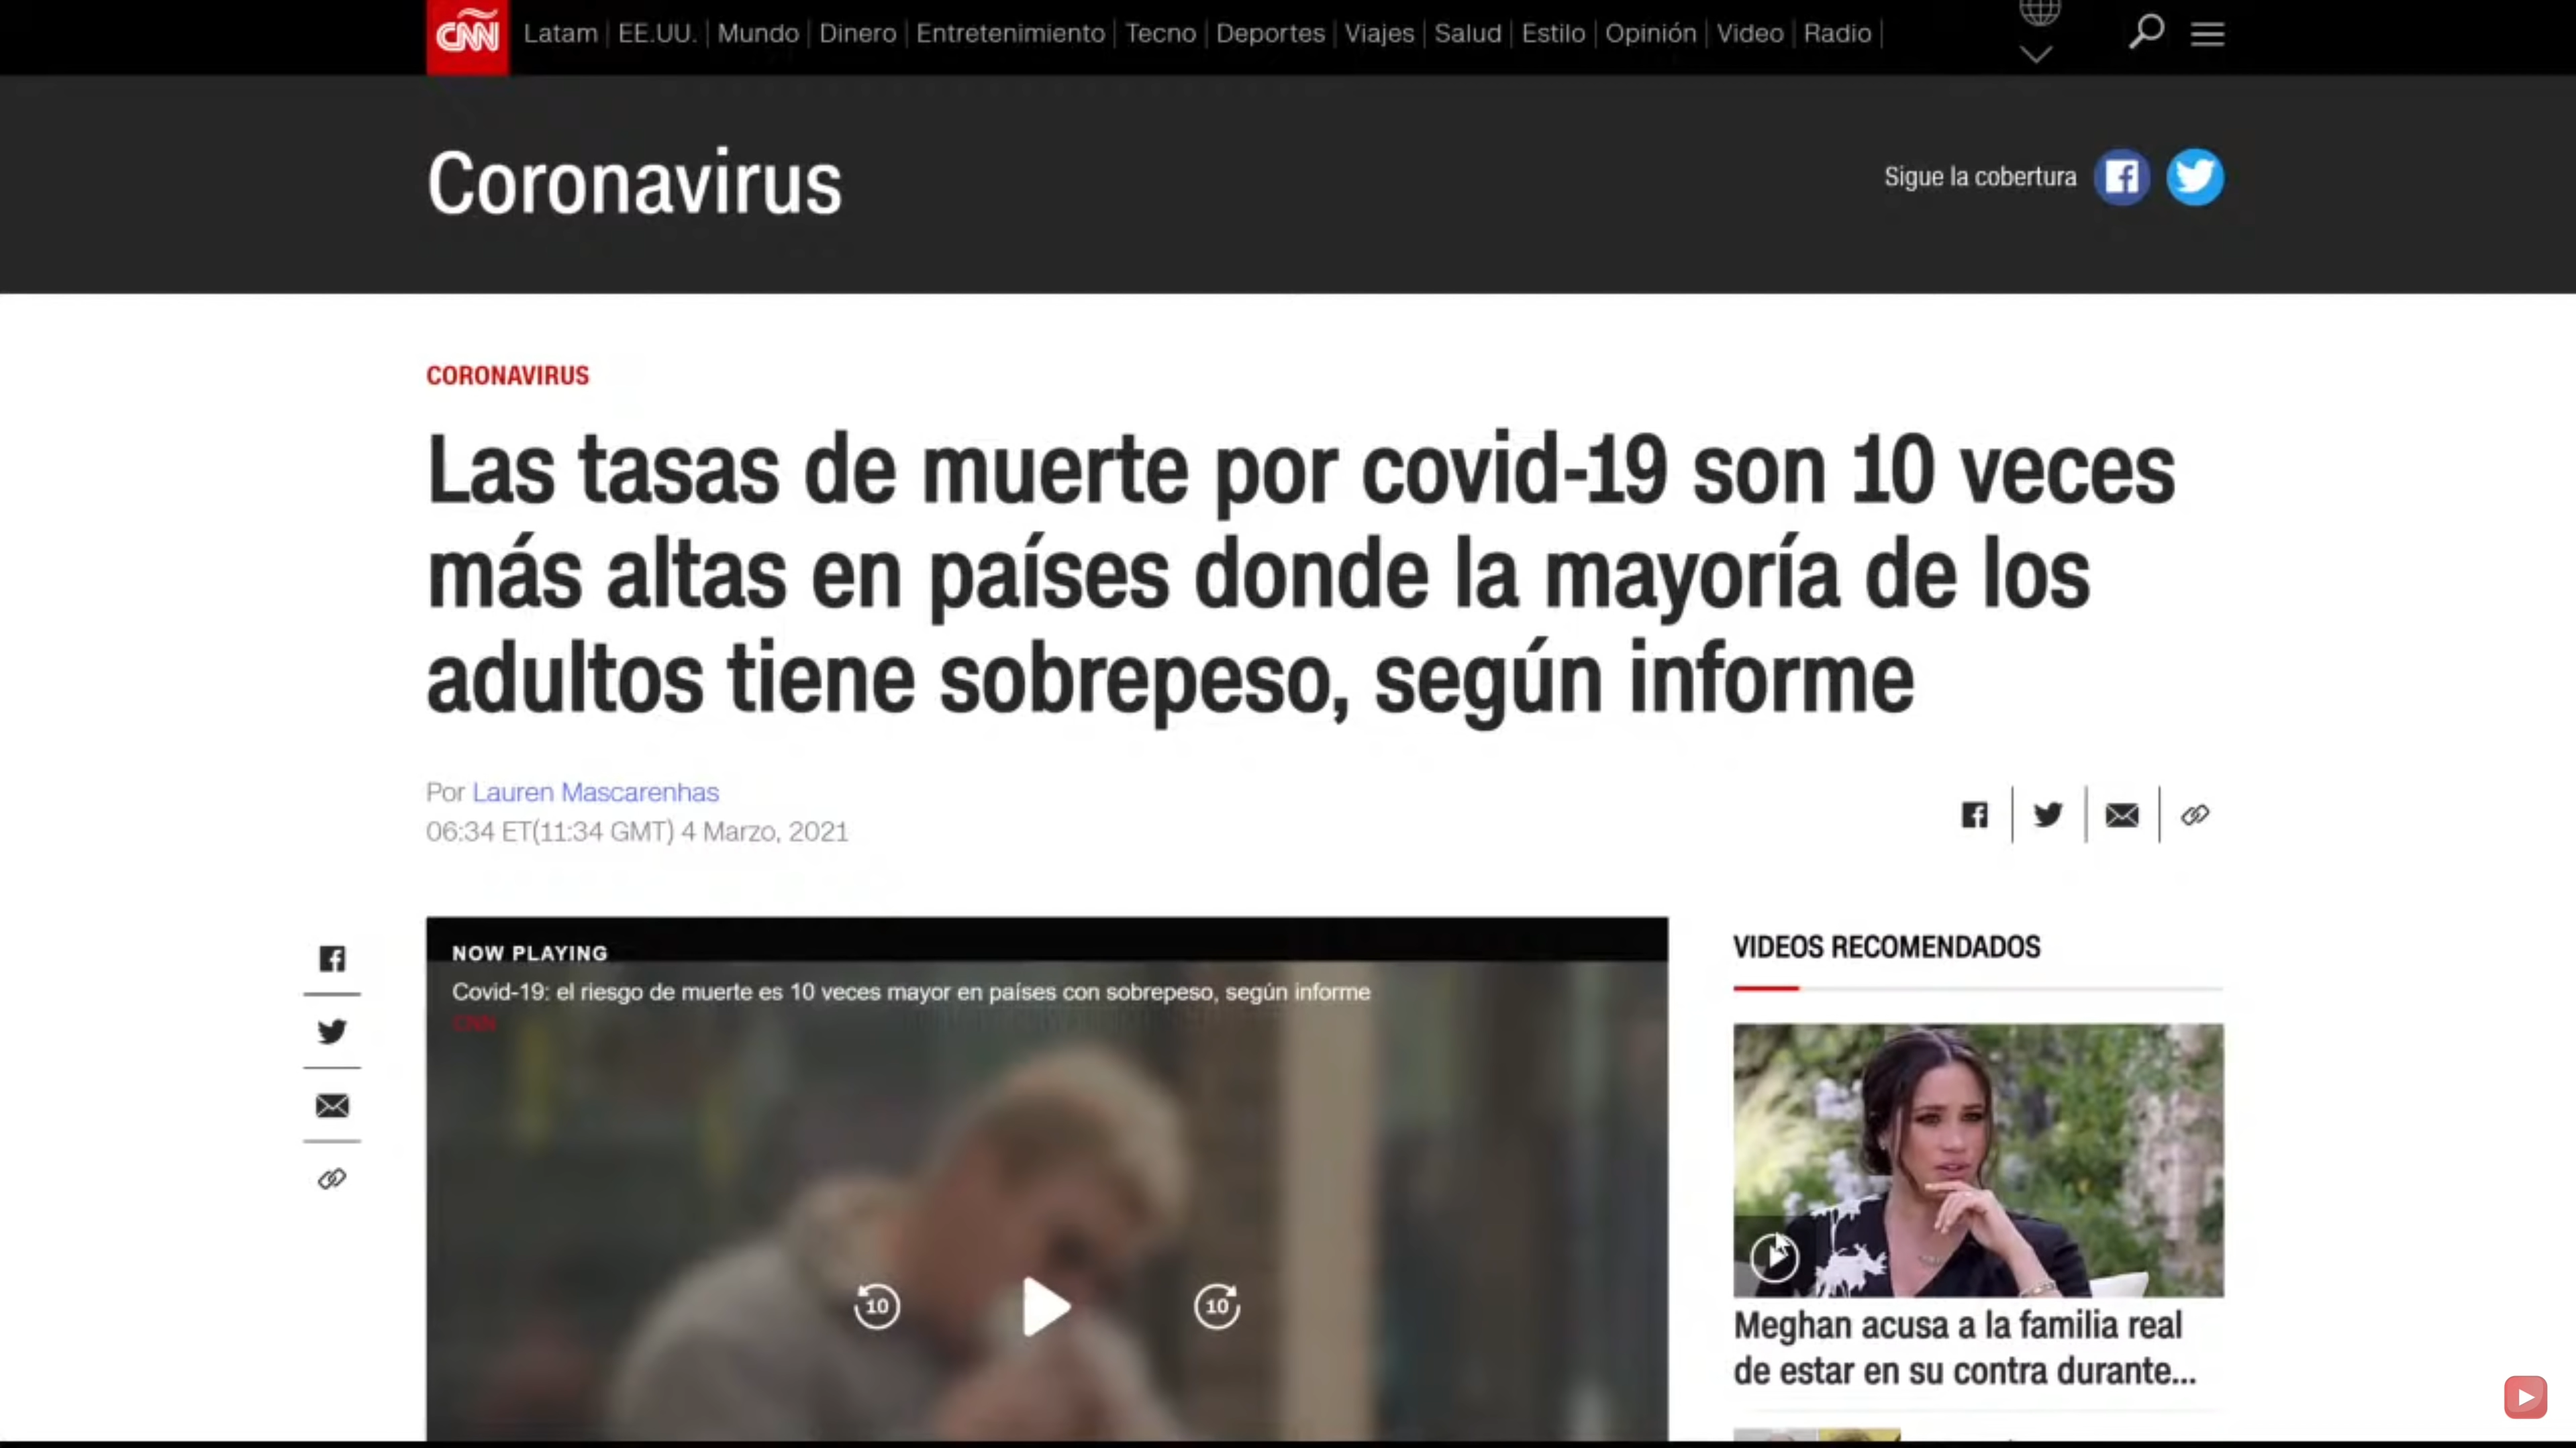 CNN Latam EE.UU. Mundo Dinero Entretenimiento Tecno Deportes Viajes Salud Estilo Opinión Video Radio
Coronavirus
Sigue la cobertura
CORONAVIRUS
Las tasas de muerte por covid-19 son 10 veces
más altas en países donde la mayoría de los
adultos tiene sobrepeso, según informe
Por Lauren Mascarenhas
06:34 ET(11:34 GMT) 4 Marzo, 2021
NOW PLAYING
Covid-19: el riesgo de muerte es 10 veces mayor en países con sobrepeso, según informe
CNN
10
10
VIDEOS RECOMENDADOS
Meghan acusa a la familia real
de estar en su contra durante...